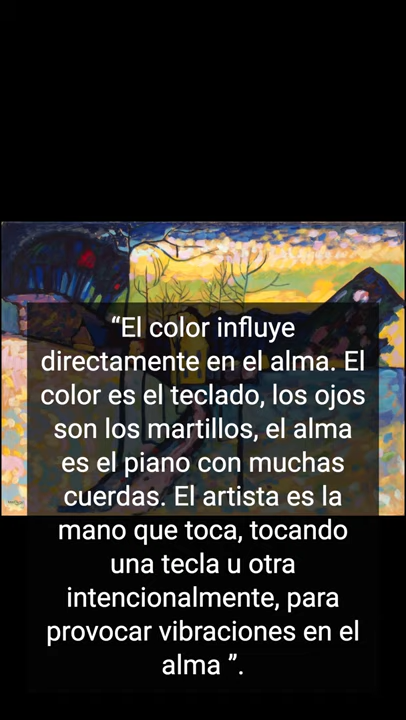 “El color influye
directamente en el alma. El
color es el teclado, los ojos
son los martillos, el alma
es el piano con muchas
cuerdas. El artista es la
mano que toca, tocando
una tecla u otra
intencionalmente, para
provocar vibraciones en el
alma ”.